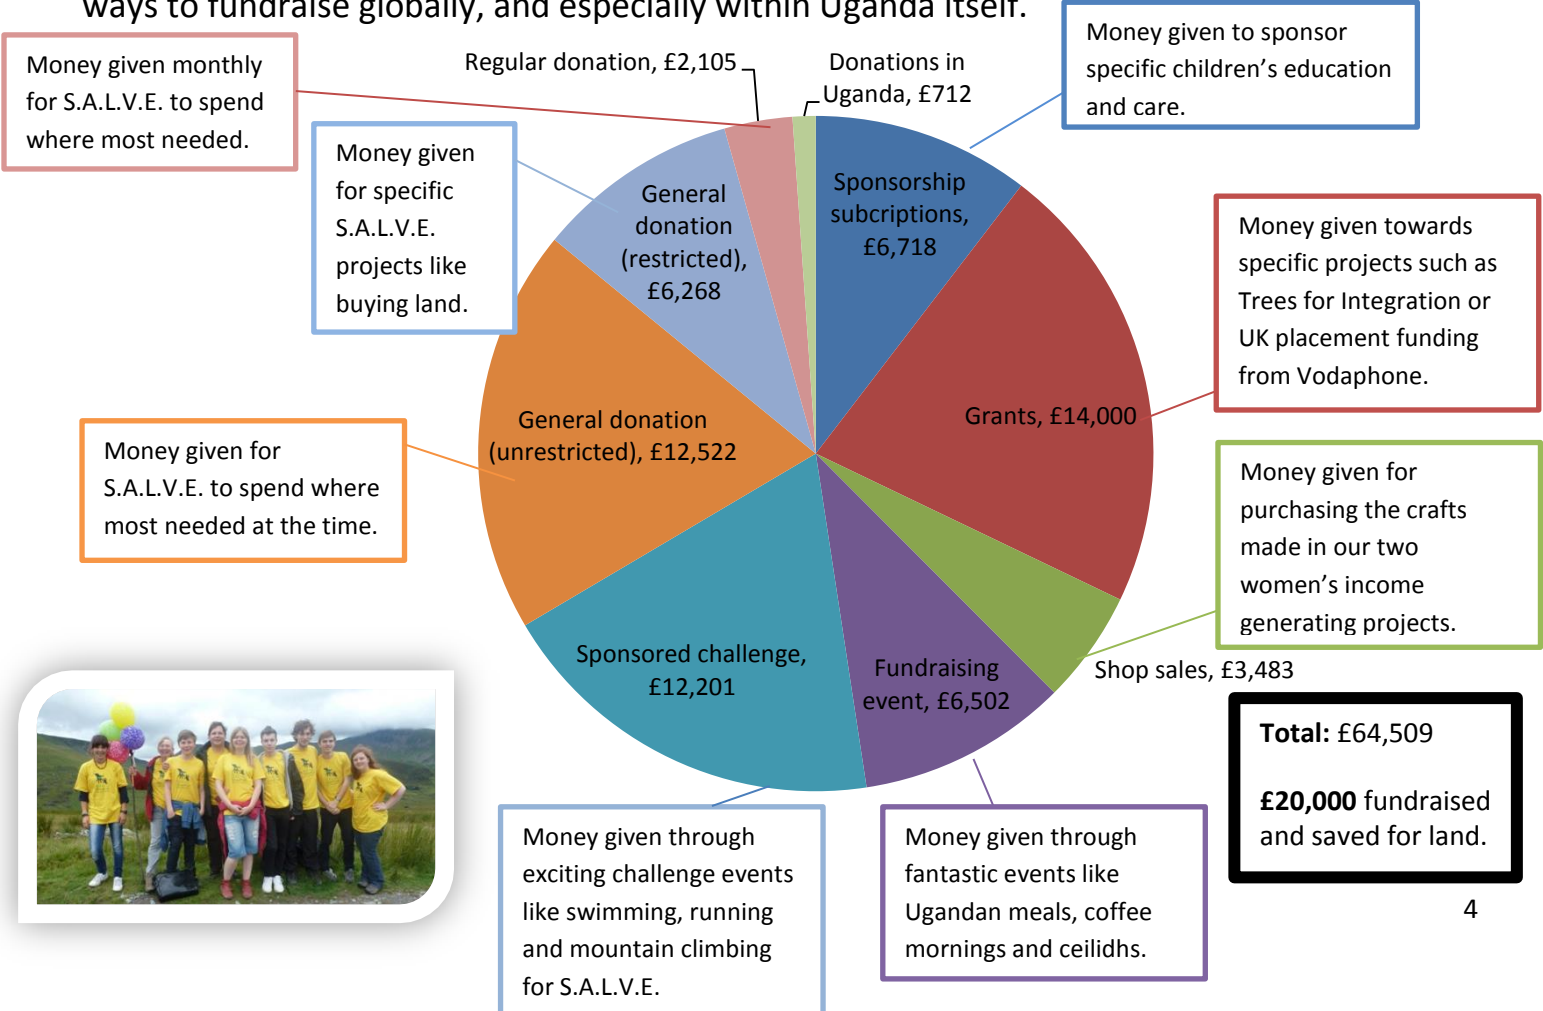 ways to fundraise globally, and especially within Uganda itself.
Money given monthly
for S.A.L.V.E. to spend
where most needed.
Regular donation, £2,105
Donations in
Uganda, £712
Money given to sponsor
specific children’s education
and care.
Money given
for specific
S.A.L.V.E.
projects like
buying land.
General
donation
(restricted),
£6,268
Sponsorship
subcriptions,
£6,718
Money given towards
specific projects such as
Trees for Integration or
UK placement funding
from Vodaphone.
Grants, £14,000
General donation
(unrestricted), £12,522
Money given for
S.A.L.V.E. to spend where
most needed at the time.
Money given for
purchasing the crafts
made in our two
women’s income
generating projects.
Shop sales, £3,483
Sponsored challenge,
£12,201
Fundraising
event, £6,502
Total: £64,509
£20,000 fundraised
and saved for land.
Money given through
exciting challenge events
like swimming, running
and mountain climbing
for S.A.L.V.E.
Money given through
fantastic events like
Ugandan meals, coffee
mornings and ceilidhs.
4